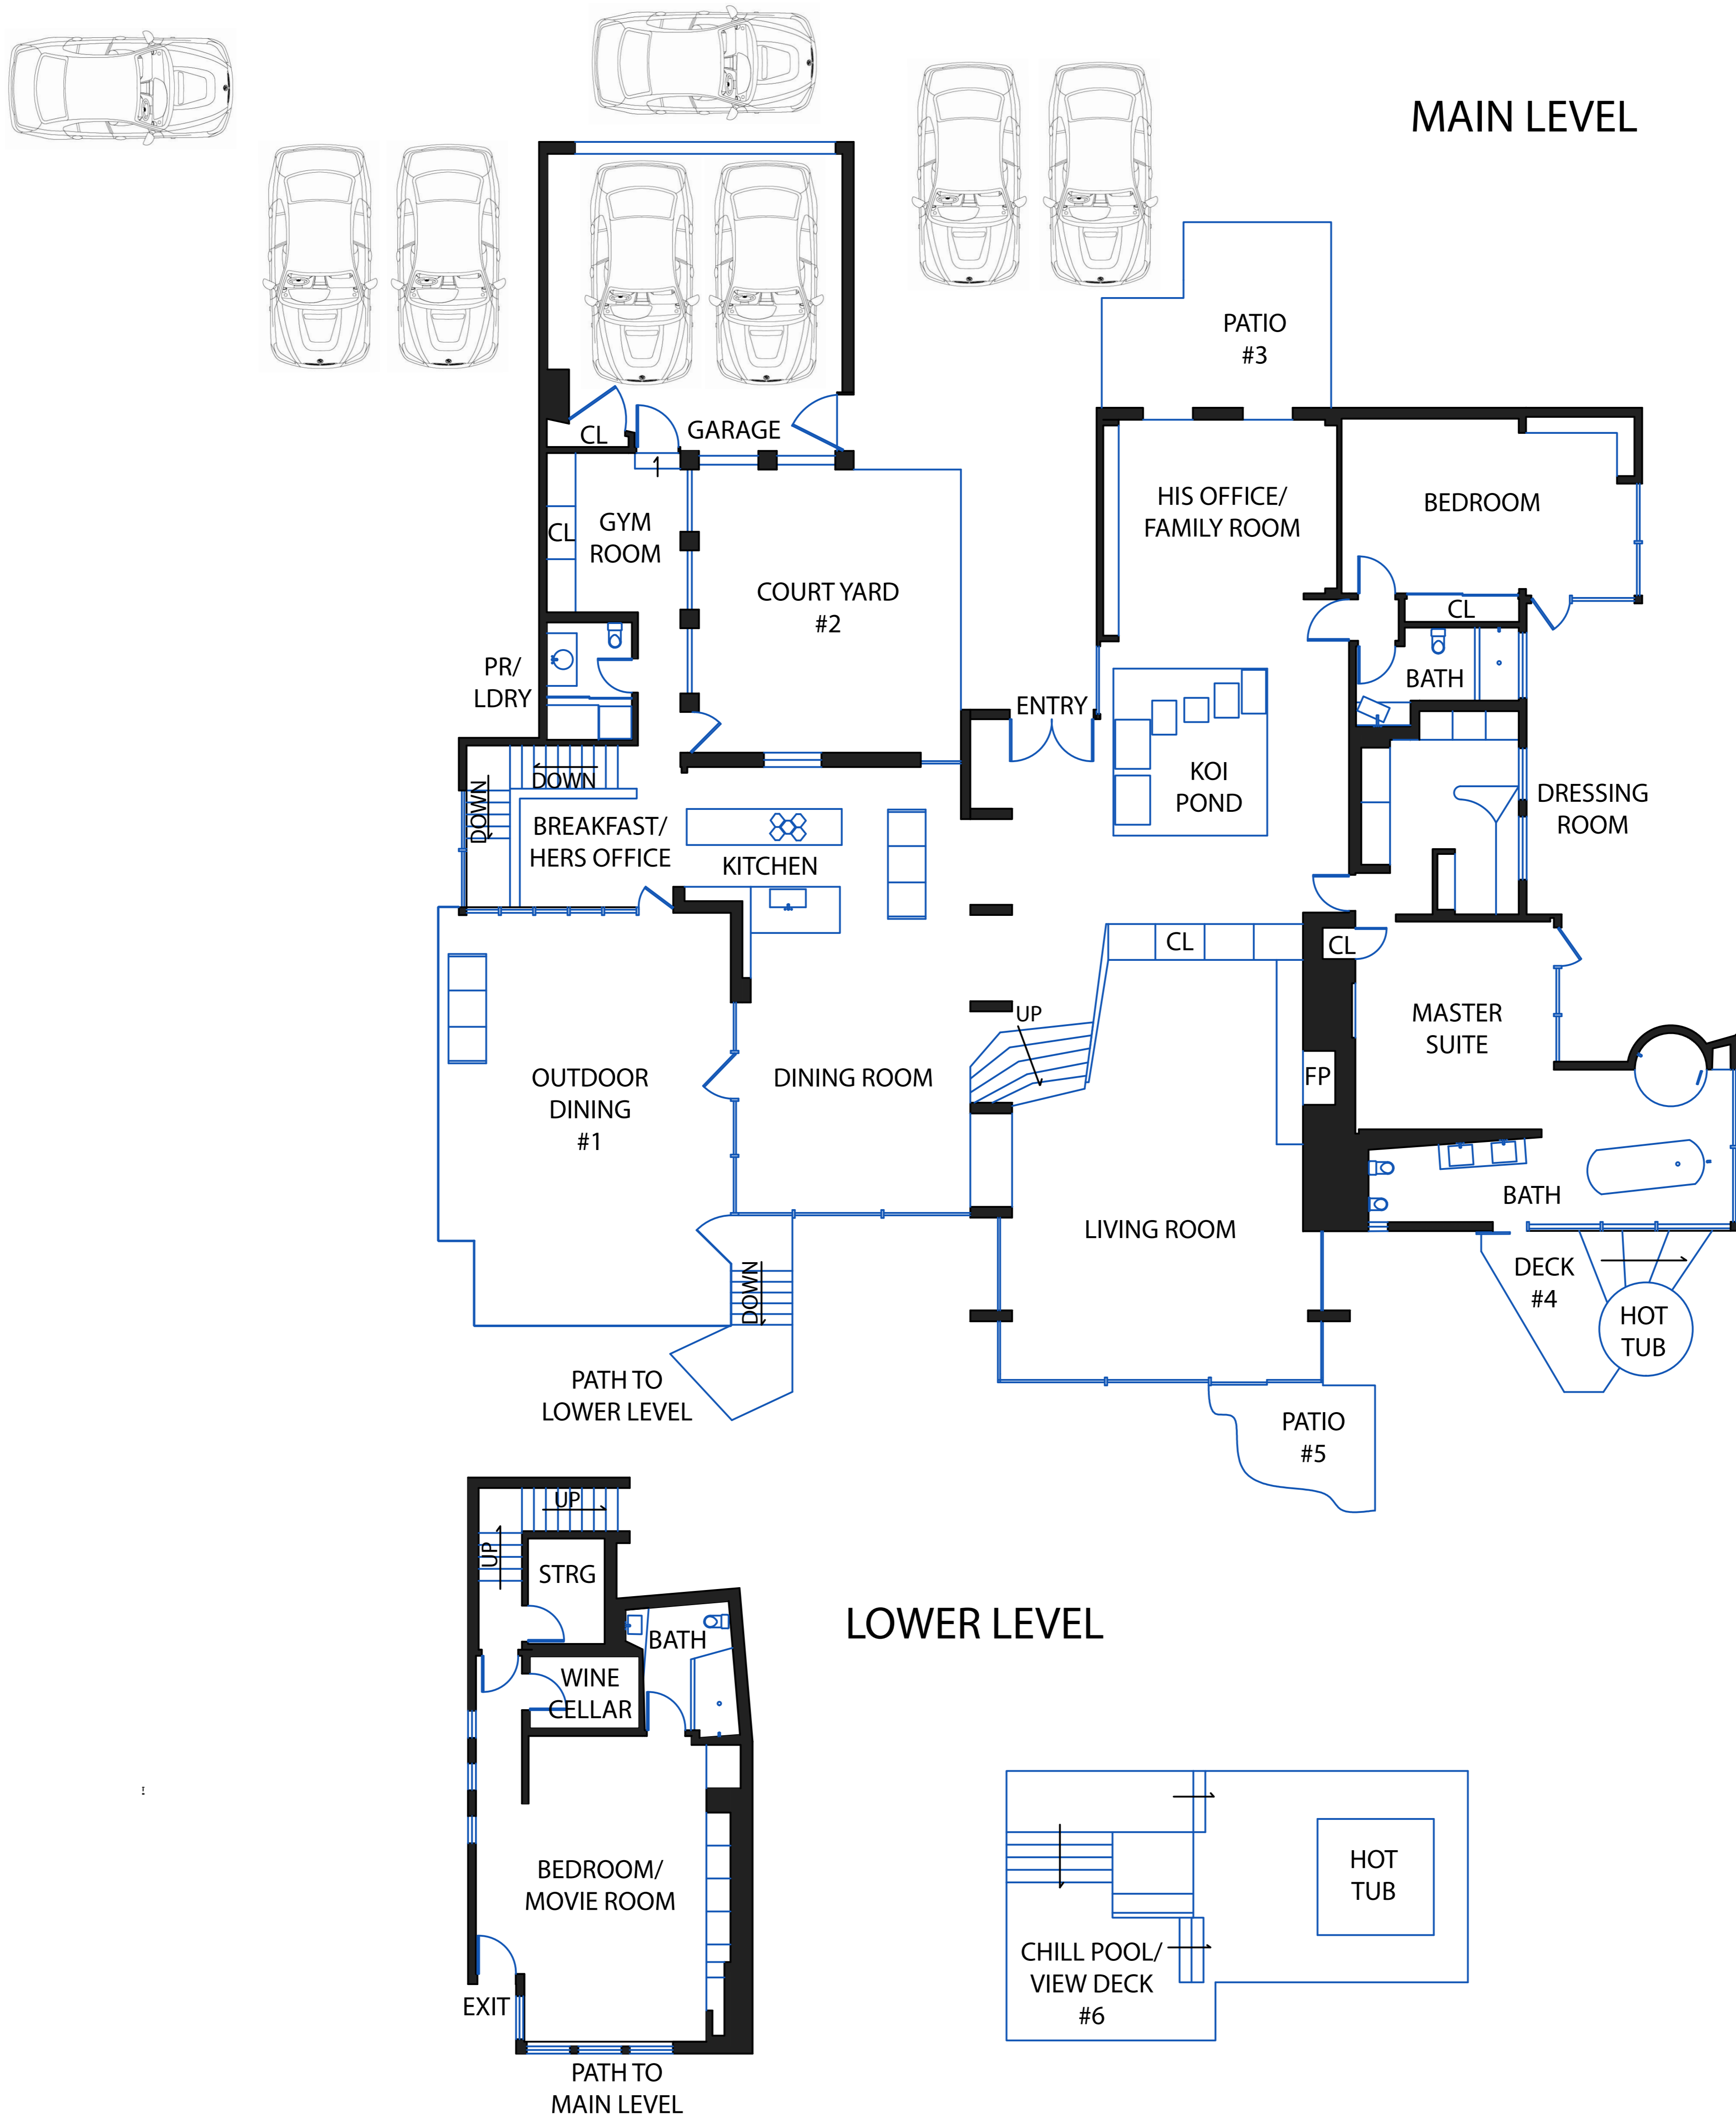 MAIN LEVEL
PATIO
#3
CL
GARAGE
1
HIS OFFICE/
FAMILY ROOM
BEDROOM
CL
GYM
ROOM
COURT YARD
#2
CL
PR/
LDRY
BATH
ENTRY
KOI
POND
DOWN
DOWN
BREAKFAST/
HERS OFFICE
KITCHEN
DRESSING
ROOM
CL
CL
UP
MASTER
SUITE
OUTDOOR
DINING
#1
DINING ROOM
FP
BATH
LIVING ROOM
DOWN
DECK
#4
HOT
TUB
PATH TO
LOWER LEVEL
PATIO
#5
UP
UP
STRG
BATH
LOWER LEVEL
WINE
CELLAR
BEDROOM/
MOVIE ROOM
HOT
TUB
CHILL POOL/
VIEW DECK
#6
EXIT
PATH TO
MAIN LEVEL